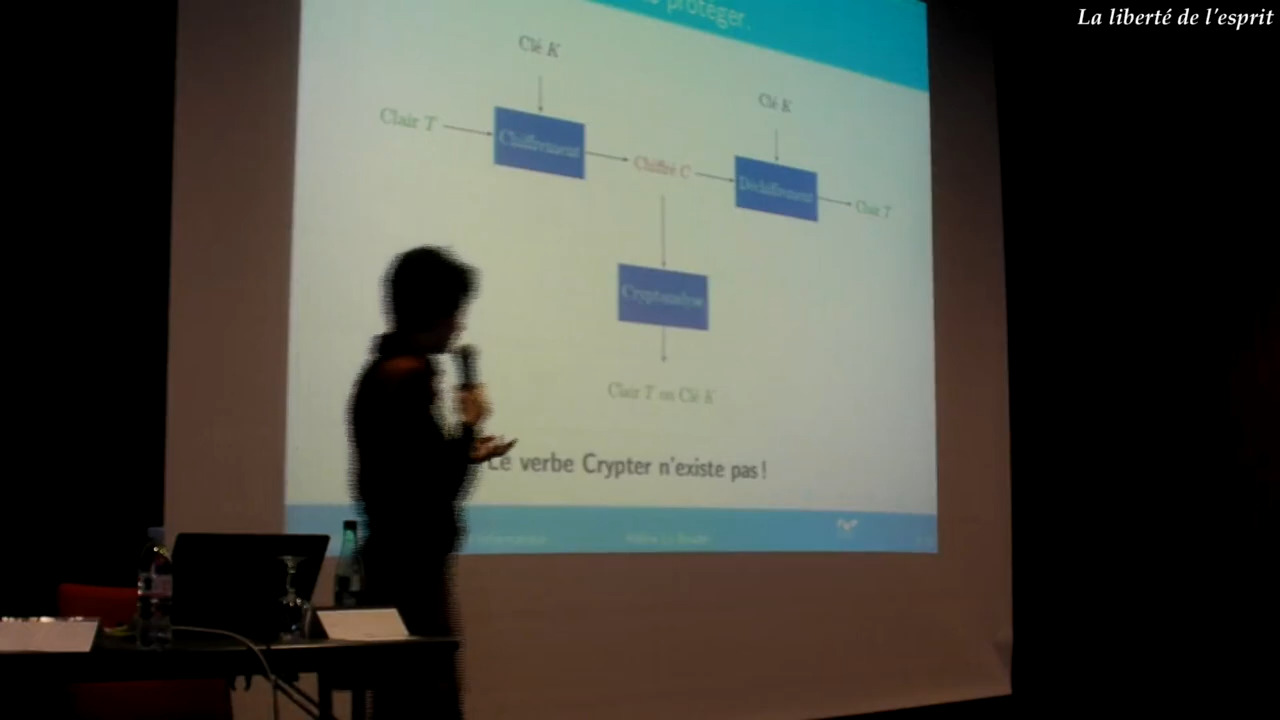 La liberté de l'esprit
protéger.
Clé K
Clé K
Clair T
Chiffrement
Chiffré C
Déchiffrement
Clair T
Cryptanalyse
Clair T ou Clé K
Le verbe Crypter n'existe pas !